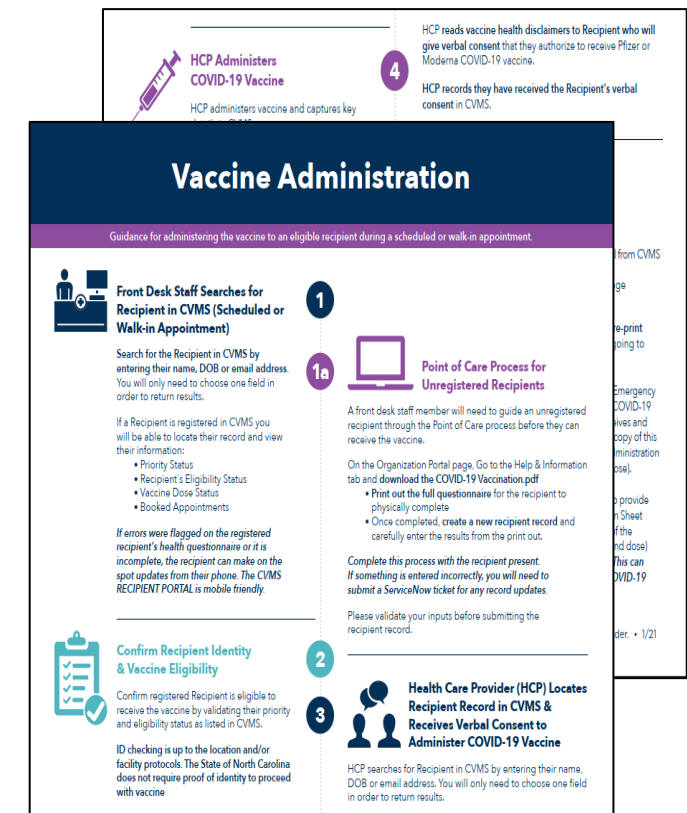 HCP Administers
COVID-19 Vaccine
HCP administers vaccine and captures key
4
HCP reads vaccine health disclaimers to Recipient who will
give verbal consent that they authorize to receive Pfizer or
Moderna COVID-19 vaccine.
HCP records they have received the Recipient's verbal
consent in CVMS.
Vaccine Administration
Guidance for administering the vaccine to an eligible recipient during a scheduled or walk-in appointment.
Front Desk Staff Searches for
Recipient in CVMS (Scheduled or
Walk-in Appointment)
1
Search for the Recipient in CVMS by
entering their name, DOB or email address.
You will only need to choose one field in
order to return results.
If a Recipient is registered in CVMS you
will be able to locate their record and view
their information:
• Priority Status
• Recipient's Eligibility Status
• Vaccine Dose Status
• Booked Appointments
If errors were flagged on the registered
recipient's health questionnaire or it is
incomplete, the recipient can make on the
spot updates from their phone. The CVMS
RECIPIENT PORTAL is mobile friendly.
1a
Point of Care Process for
Unregistered Recipients
A front desk staff member will need to guide an unregistered
recipient through the Point of Care process before they can
receive the vaccine.
On the Organization Portal page, Go to the Help & Information
tab and download the COVID-19 Vaccination.pdf
• Print out the full questionnaire for the recipient to
physically complete
• Once completed, create a new recipient record and
carefully enter the results from the print out.
Complete this process with the recipient present.
If something is entered incorrectly, you will need to
submit a ServiceNow ticket for any record updates.
Please validate your inputs before submitting the
recipient record.
Confirm Recipient Identity
& Vaccine Eligibility
2
Confirm registered Recipient is eligible to
receive the vaccine by validating their priority
and eligibility status as listed in CVMS.
ID checking is up to the location and/or
facility protocols. The State of North Carolina
does not require proof of identity to proceed
with vaccine
3
Health Care Provider (HCP) Locates
Recipient Record in CVMS &
Receives Verbal Consent to
Administer COVID-19 Vaccine
HCP searches for Recipient in CVMS by entering their name,
DOB or email address. You will only need to choose one field
in order to return results.
from CVMS
re-print
going to
Emergency
COVID-19
copy of this
provide
Sheet
of the
nd dose)
This can
OVID-19
der. • 1/21